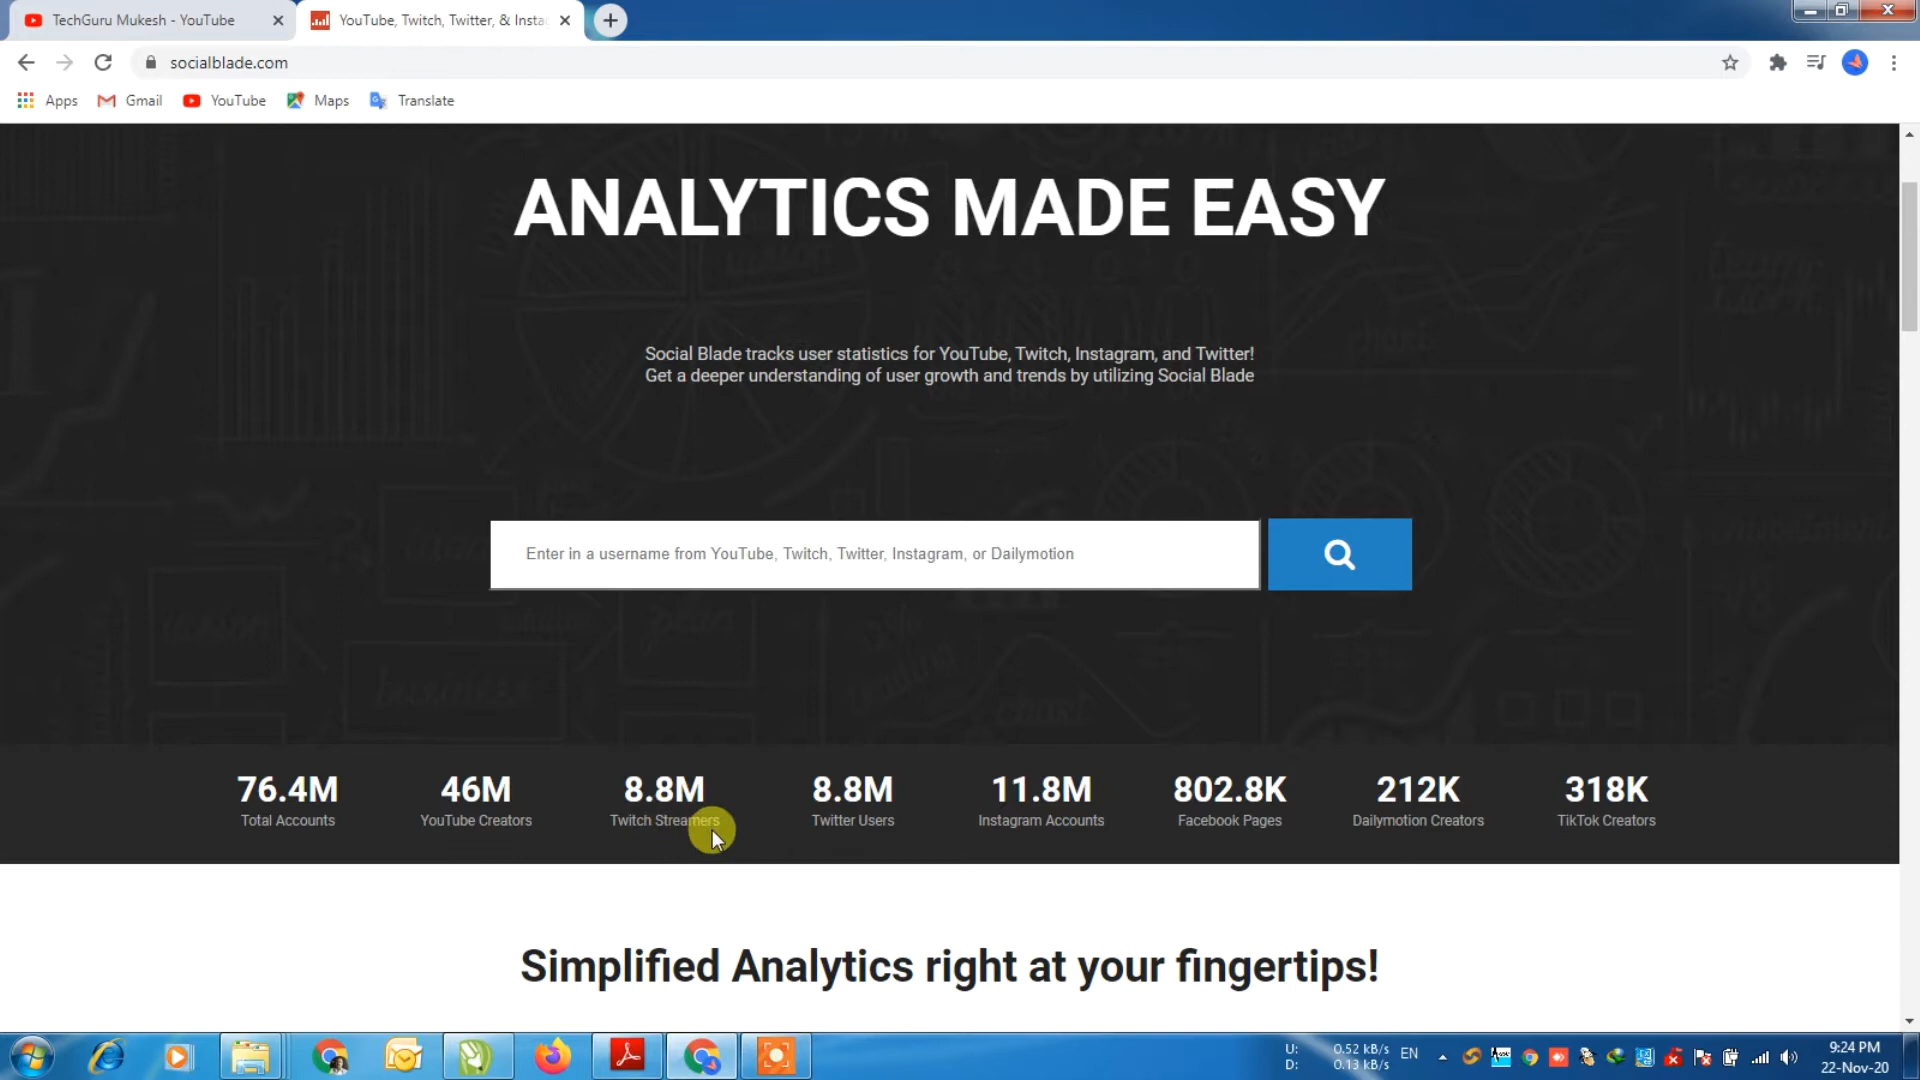 TechGuru Mukesh - YouTube
YouTube, Twitch, Twitter, & Insta
socialblade.com
Apps
Gmail
YouTube
Maps
Translate
ANALYTICS MADE EASY
Social Blade tracks user statistics for YouTube, Twitch, Instagram, and Twitter!
Get a deeper understanding of user growth and trends by utilizing Social Blade
Enter in a username from YouTube, Twitch, Twitter, Instagram, or Dailymotion
76.4M
Total Accounts
46M
YouTube Creators
8.8M
Twitch Streamers
8.8M
Twitter Users
11.8M
Instagram Accounts
802.8K
Facebook Pages
212K
Dailymotion Creators
318K
TikTok Creators
Simplified Analytics right at your fingertips!
U: 0.52 kB/s
D: 0.13 kB/s
EN
9:24 PM
22-Nov-20